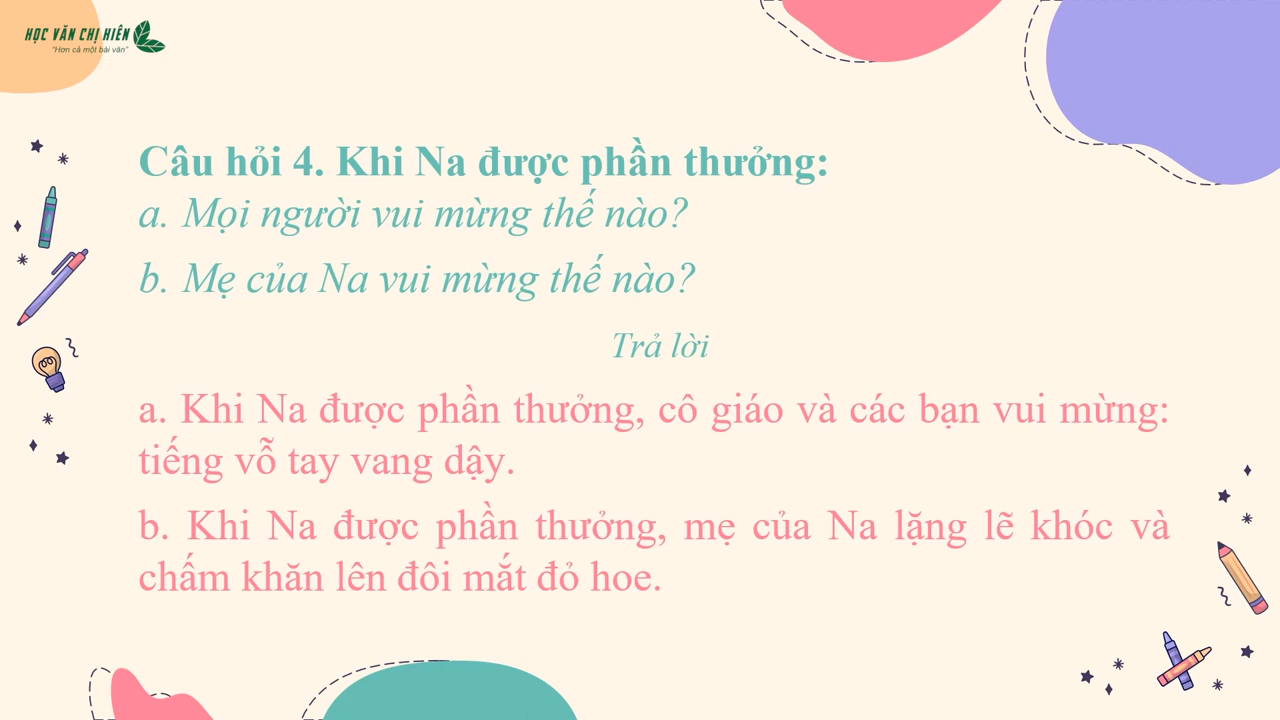 HỌC VĂN CHỊ HIÊN
"Hơn cả một bài văn"
Câu hỏi 4. Khi Na được phần thưởng:
a. Mọi người vui mừng thế nào?
b. Mẹ của Na vui mừng thế nào?
Trả lời
a. Khi Na được phần thưởng, cô giáo và các bạn vui mừng:
tiếng vỗ tay vang dậy.
b. Khi Na được phần thưởng, mẹ của Na lặng lẽ khóc và
chấm khăn lên đôi mắt đỏ hoe.